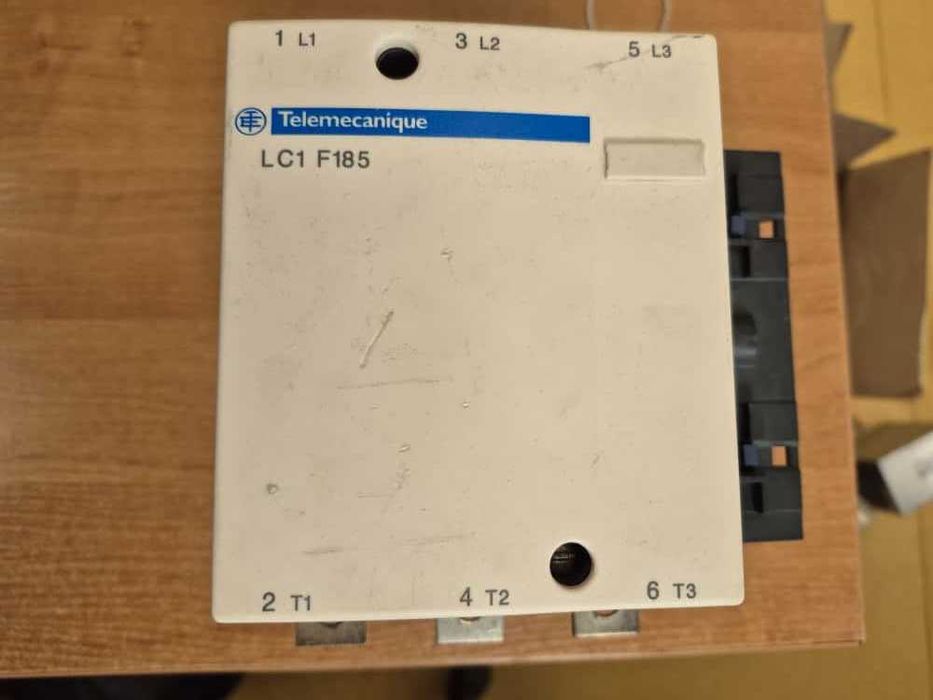 1 L1 3 L2 5 L3
Telemecanique
LC1 F185
2 T1 4 T2 6 T3